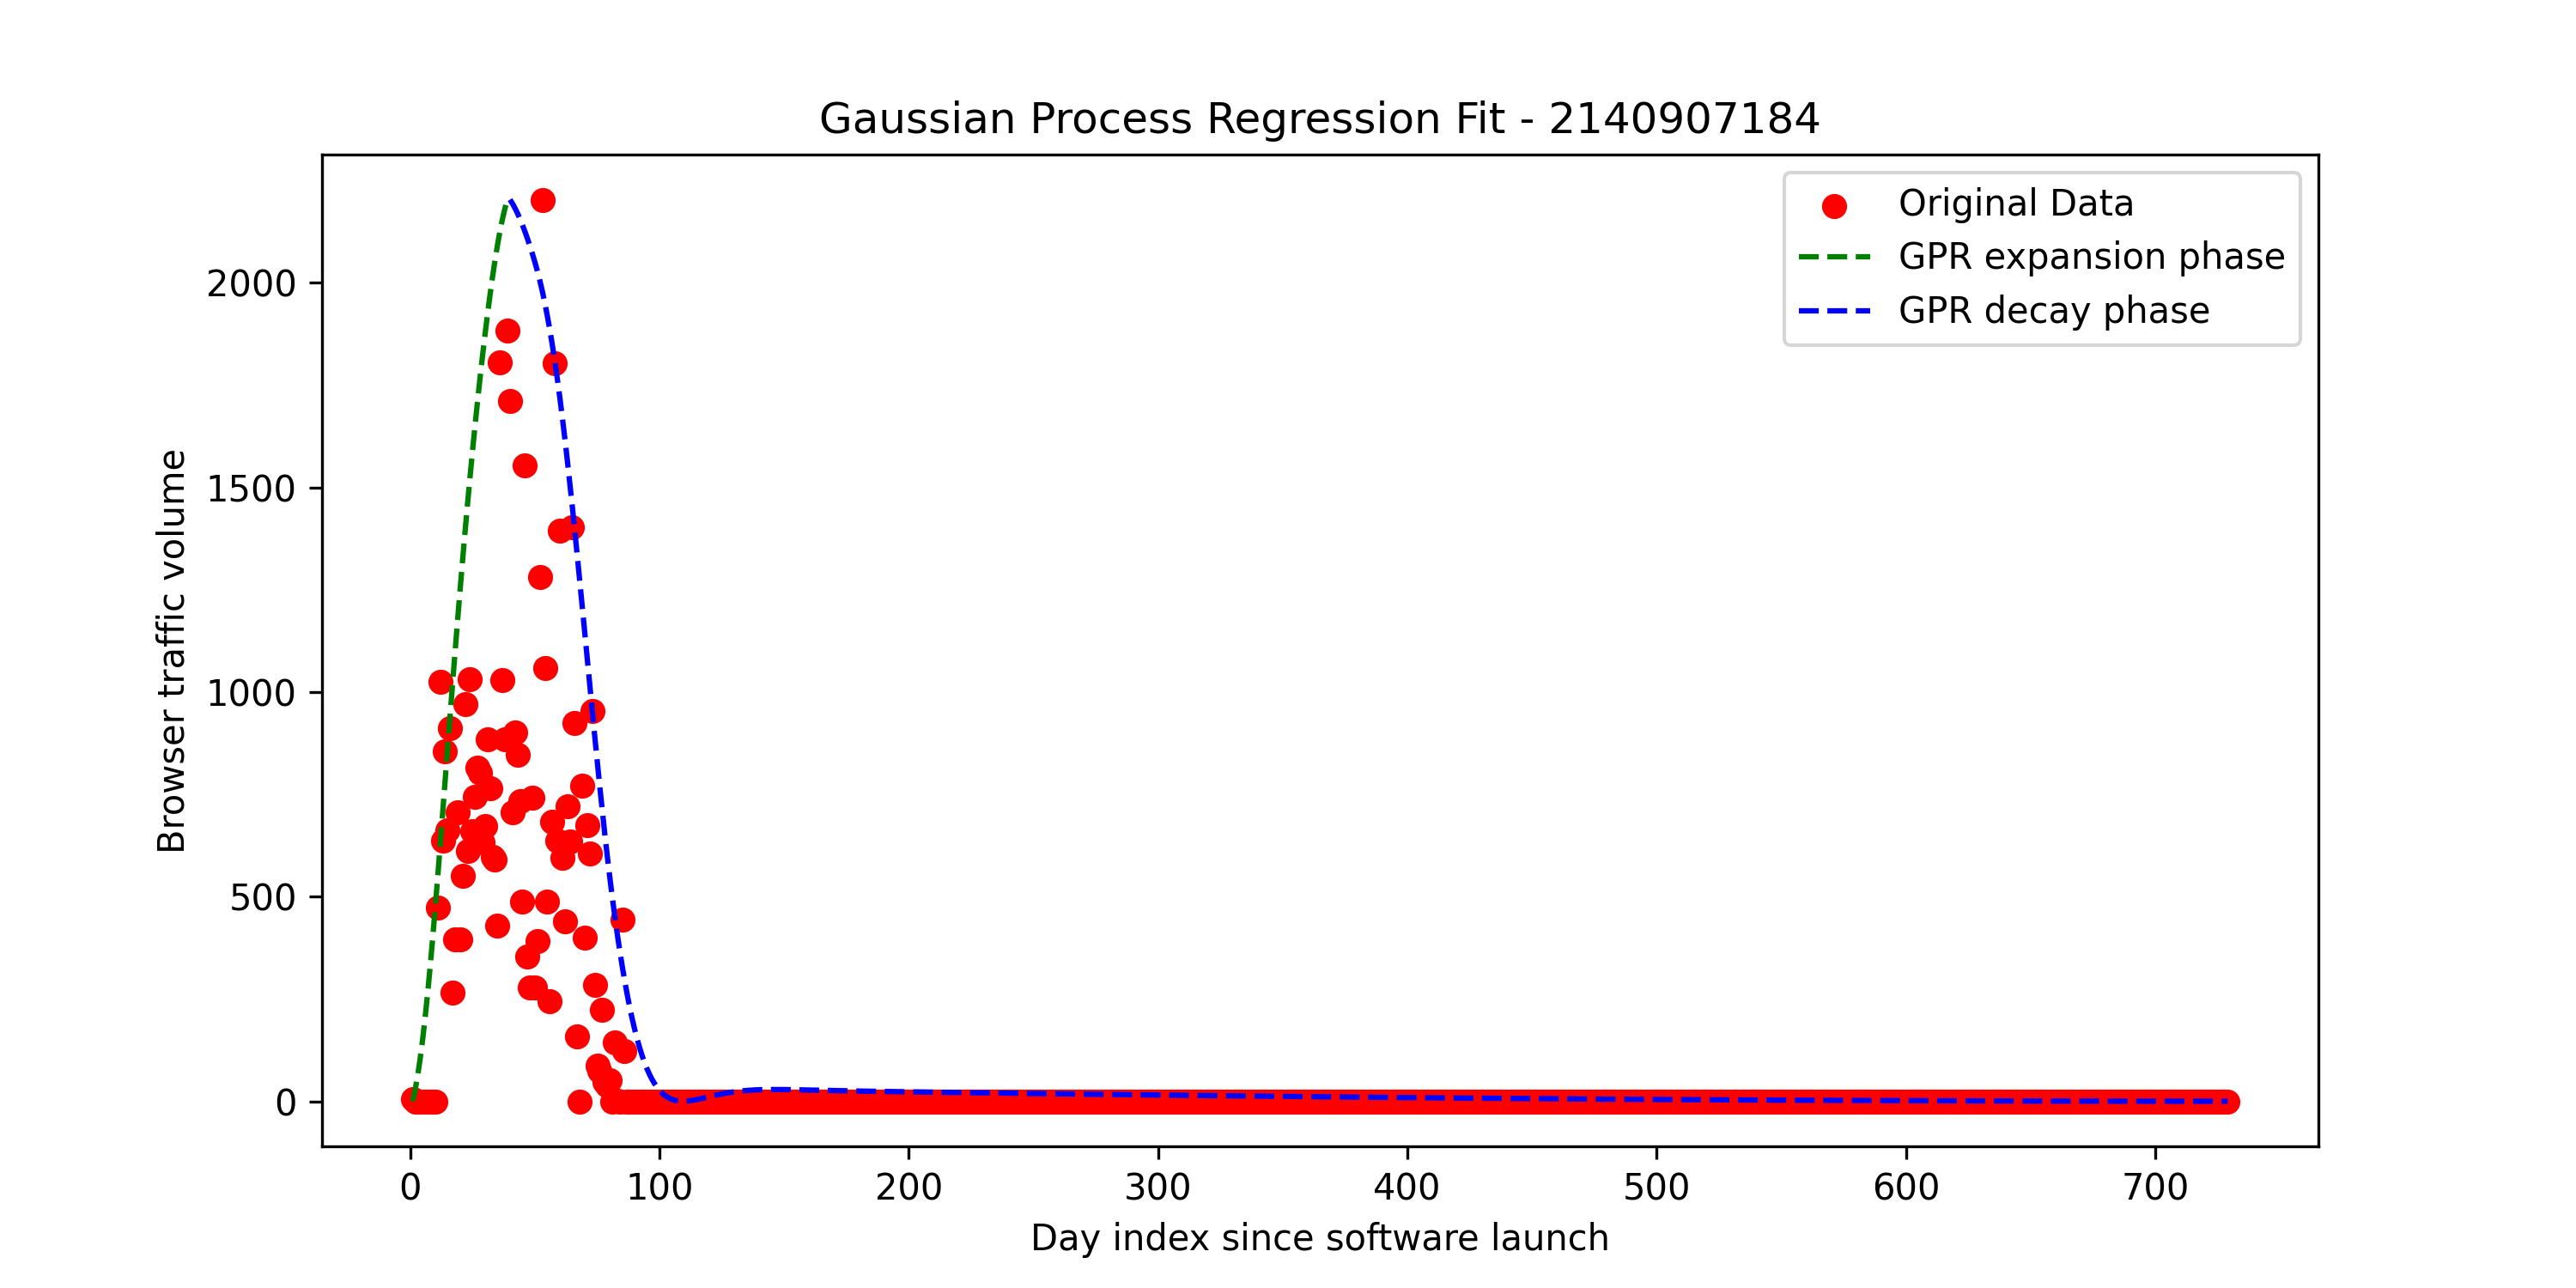 Gaussian Process Regression Fit - 2140907184
Original Data
GPR expansion phase
GPR decay phase
Browser traffic volume
2000
1500
1000
500
0
0 100 200 300 400 500 600 700
Day index since software launch